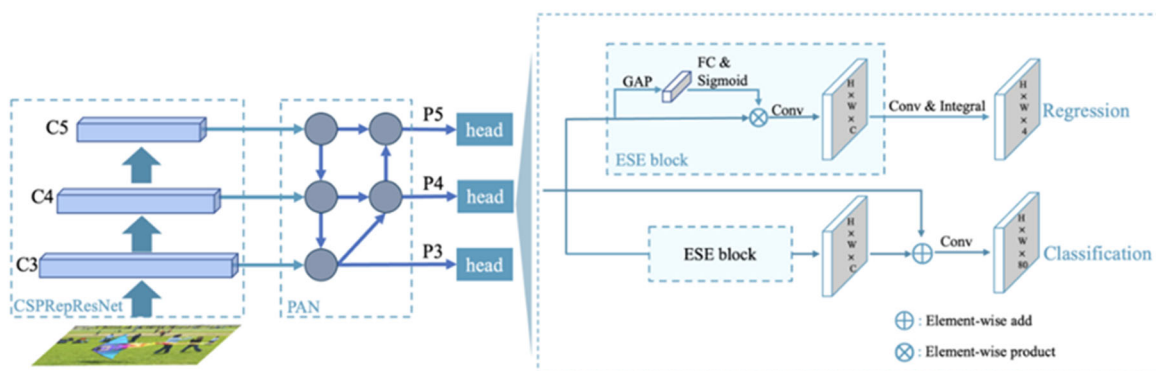 C5
C4
C3
CSPRepResNet
PAN
P5
head
P4
head
P3
head
GAP
FC &
Sigmoid
Conv
H
×
W
×
C
ESE block
Conv & Integral
H
×
W
×
4
Regression
ESE block
H
×
W
×
C
Conv
H
×
W
×
80
Classification
: Element-wise add
: Element-wise product